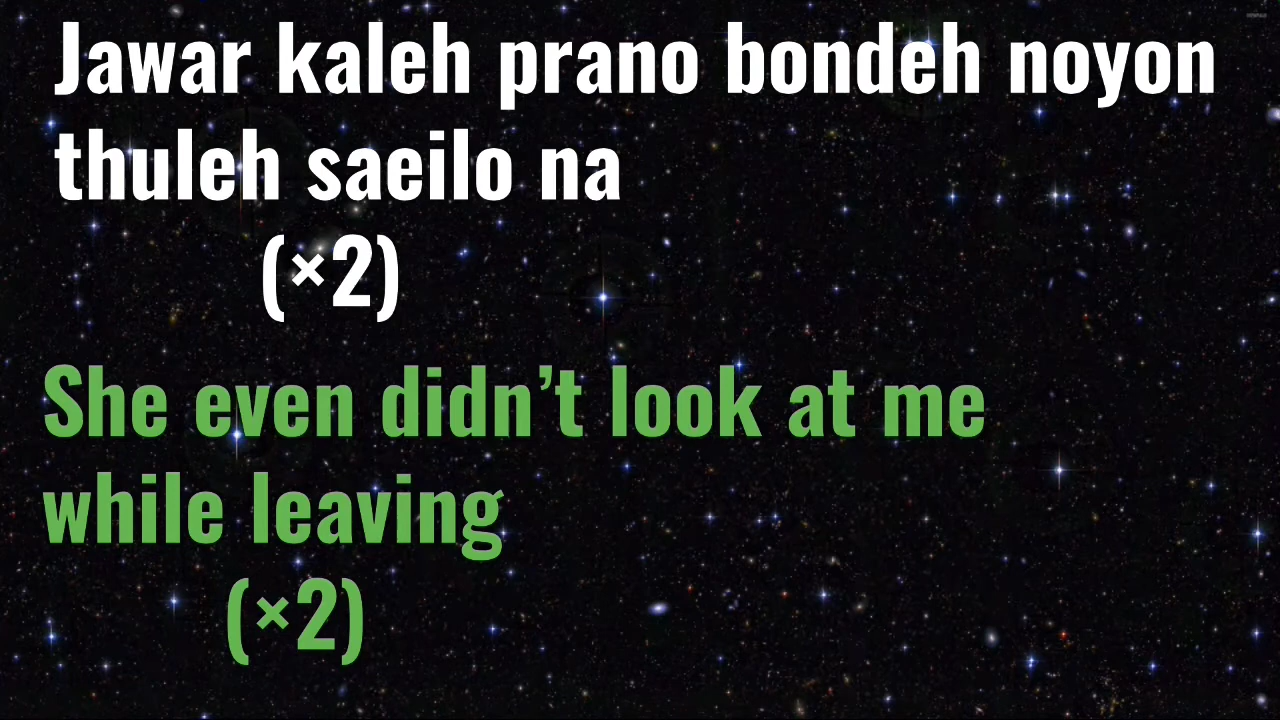 Jawar kaleh prano bondeh noyon
thuleh saeilo na
(×2)
She even didn’t look at me
while leaving
(×2)